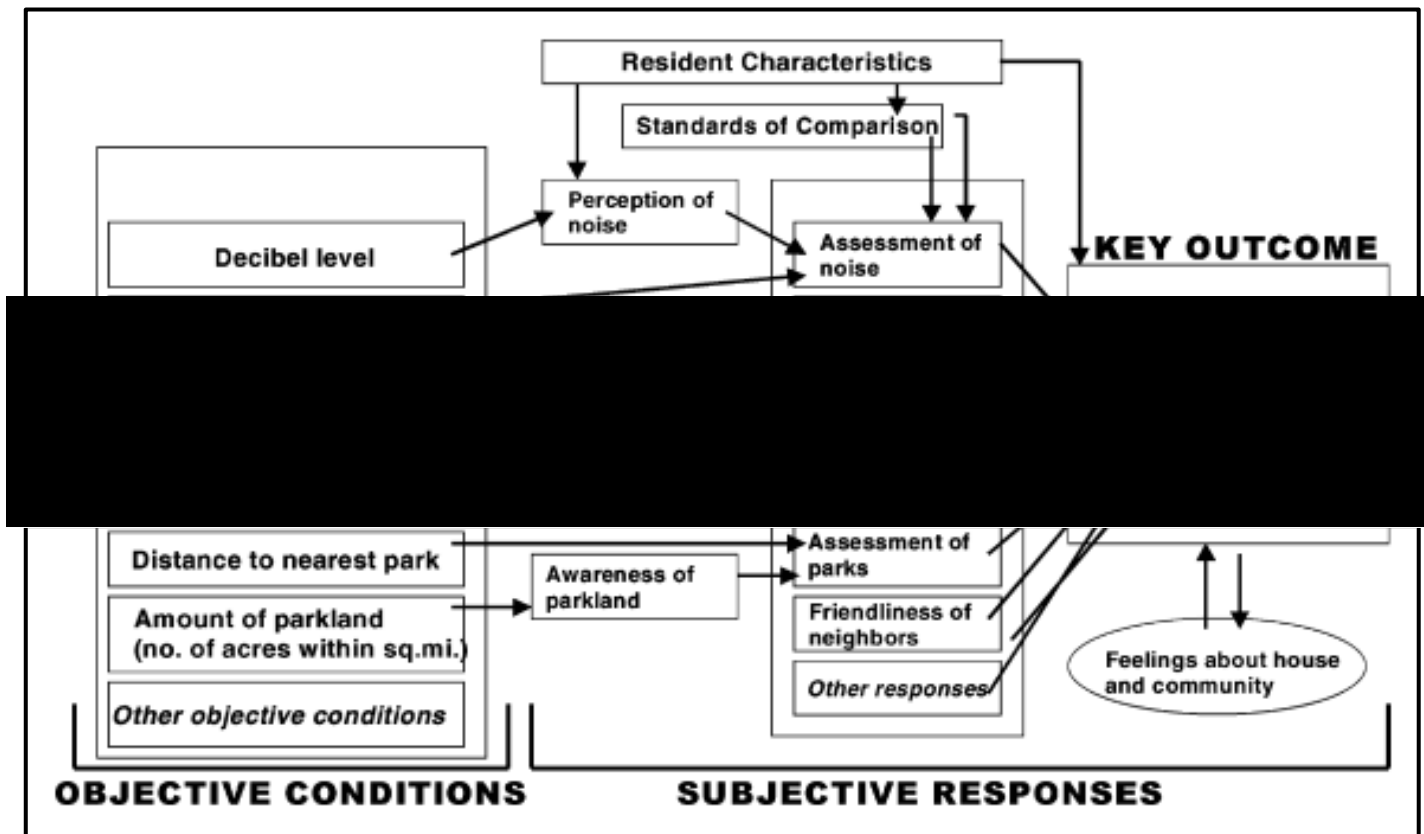 Resident Characteristics
Standards of Comparison
Perception of
noise
Decibel level
Assessment of
noise
KEY OUTCOME
Distance to nearest park
Assessment of
parks
Awareness of
parkland
Amount of parkland
(no. of acres within sq.mi.)
Friendliness of
neighbors
Feelings about house
and community
Other responses
Other objective conditions
OBJECTIVE CONDITIONS
SUBJECTIVE RESPONSES